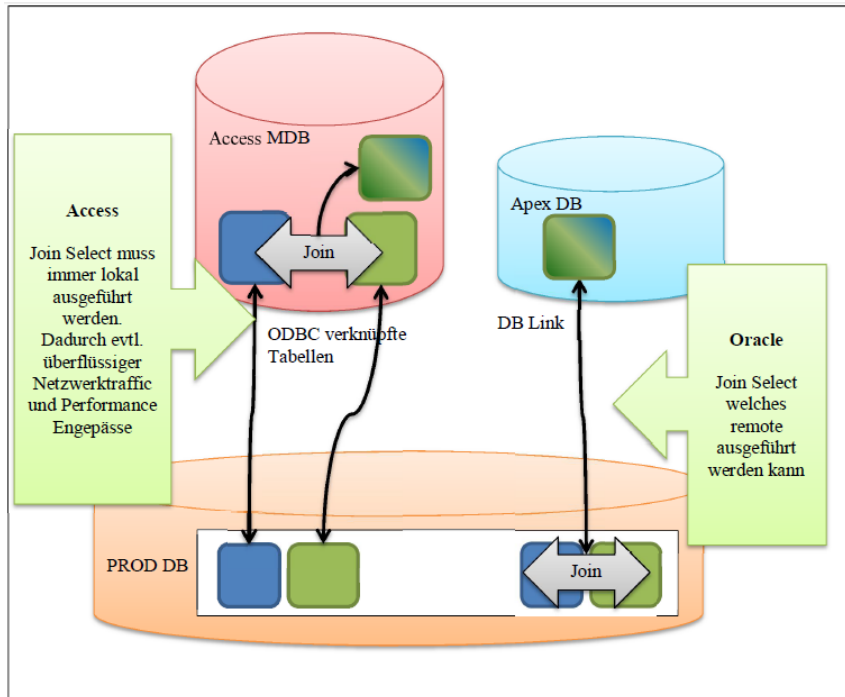 Access MDB
Join
Access
Join Select muss
immer lokal
ausgeführt
werden.
Dadurch evtl.
überflüssiger
Netzwerktraffic
und Performance
Engepässe
ODBC verknüpfte
Tabellen
Apex DB
DB Link
Oracle
Join Select
welches
remote
ausgeführt
werden kann
PROD DB
Join